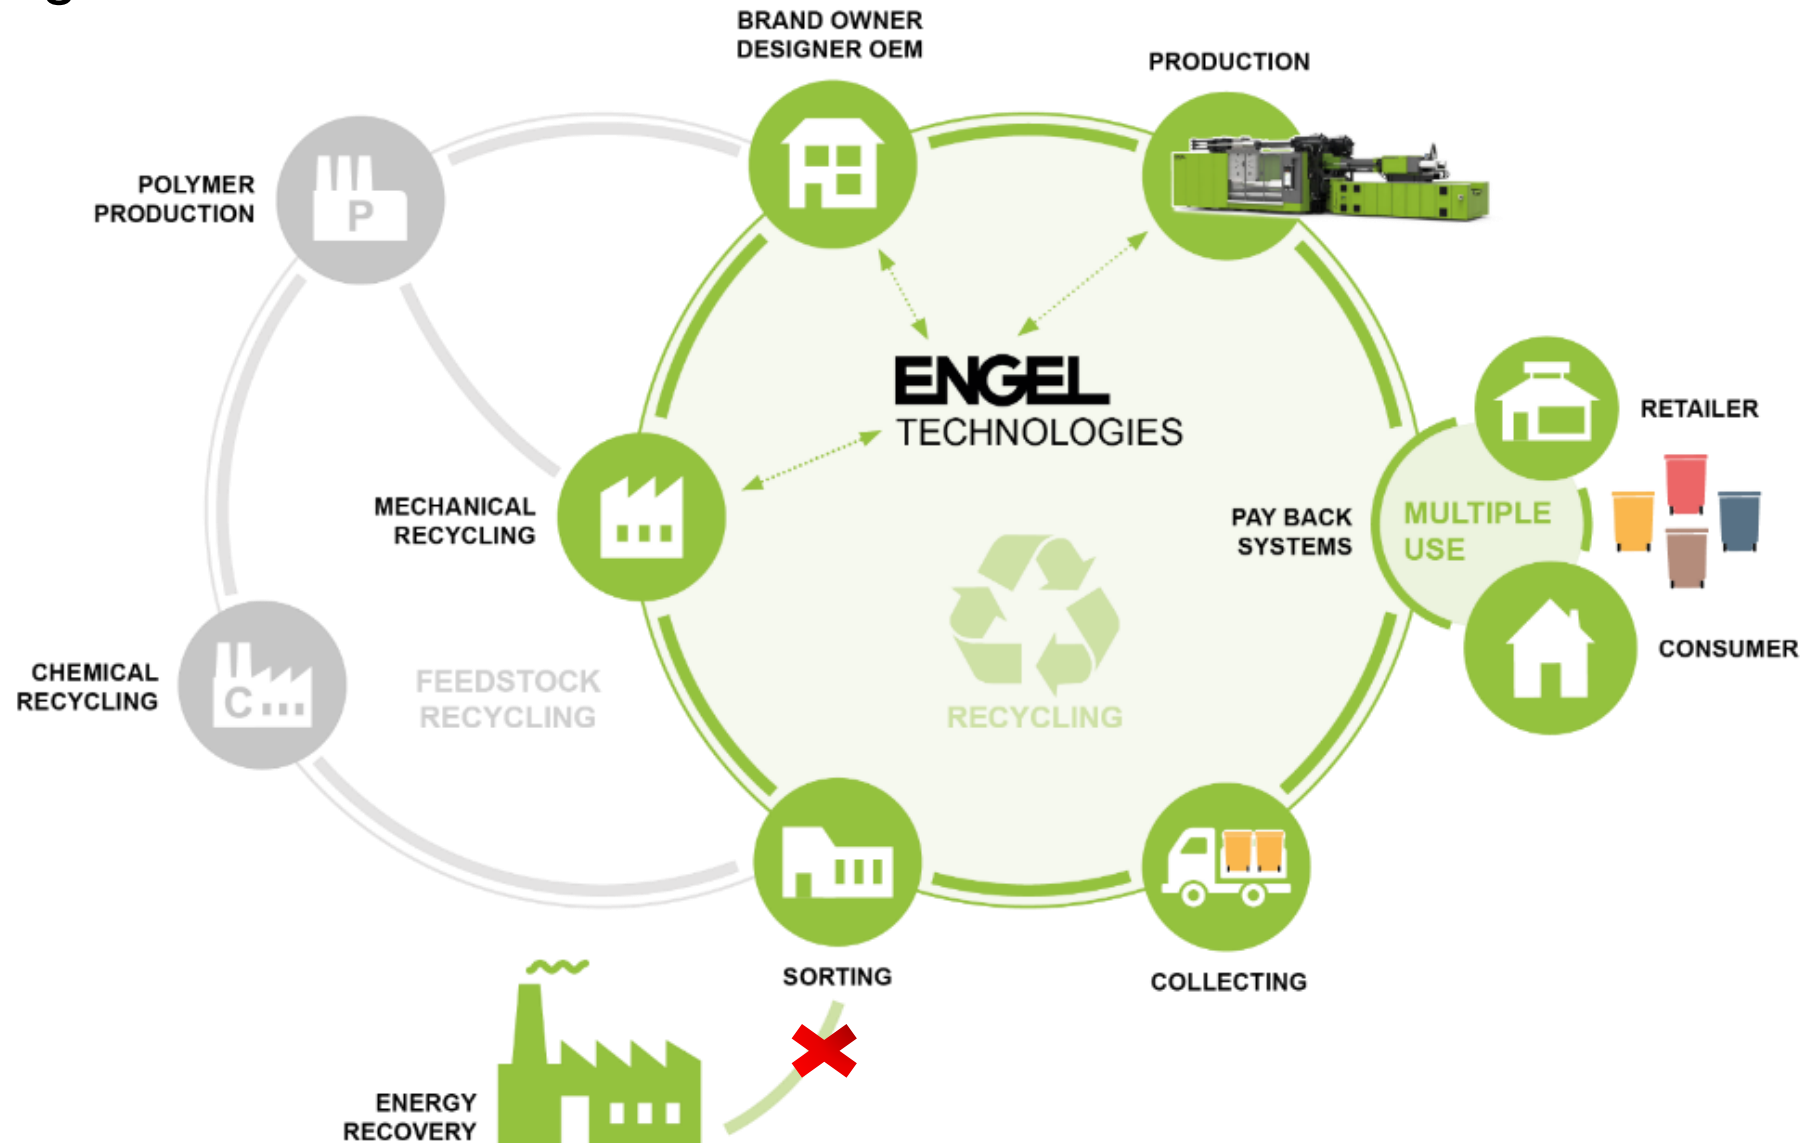 g
BRAND OWNER
DESIGNER OEM
PRODUCTION
POLYMER
PRODUCTION
P
ENGEL
TECHNOLOGIES
RETAILER
MECHANICAL
RECYCLING
PAY BACK
SYSTEMS
MULTIPLE
USE
CONSUMER
CHEMICAL
RECYCLING
C
FEEDSTOCK
RECYCLING
RECYCLING
SORTING
COLLECTING
ENERGY
RECOVERY